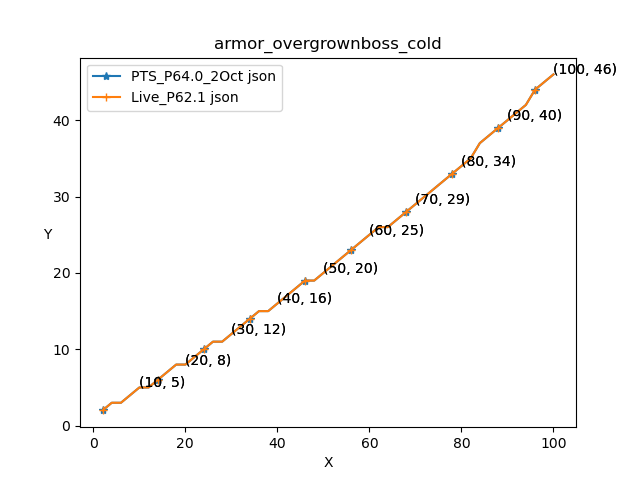 armor_overgrownboss_cold
PTS_P64.0_2Oct json
Live_P62.1 json
(100, 46)
(90, 40)
(80, 34)
(70, 29)
(60, 25)
(50, 20)
(40, 16)
(30, 12)
(20, 8)
(10, 5)
Y
40
30
20
10
0
0 20 40 60 80 100
X